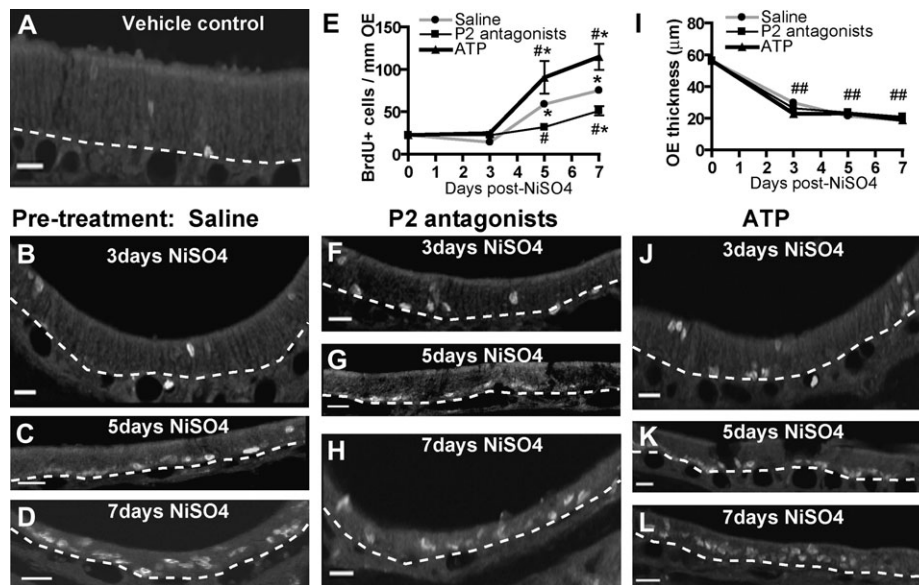 A
Vehicle control
E
Saline
P2 antagonists
ATP
BrdU+ cells / mm OE
150
100
50
0
#*
#*
*
*
#
#*
0 1 2 3 4 5 6 7
Days post-NiSO4
I
Saline
P2 antagonists
ATP
OE thickness (µm)
80
60
40
20
0
##
##
##
0 1 2 3 4 5 6 7
Days post-NiSO4
Pre-treatment: Saline
P2 antagonists
ATP
B
3days NiSO4
C
5days NiSO4
D
7days NiSO4
F
3days NiSO4
G
5days NiSO4
H
7days NiSO4
J
3days NiSO4
K
5days NiSO4
L
7days NiSO4